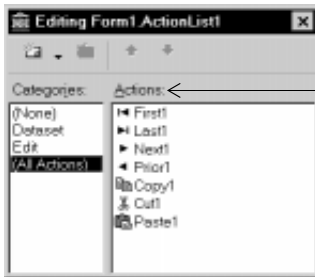 Editing Form1.ActionList1
Categories:
Actions:
(None)
Dataset
Edit
(All Actions)
First1
Last1
Next1
Prior1
Copy1
Cut1
Paste1